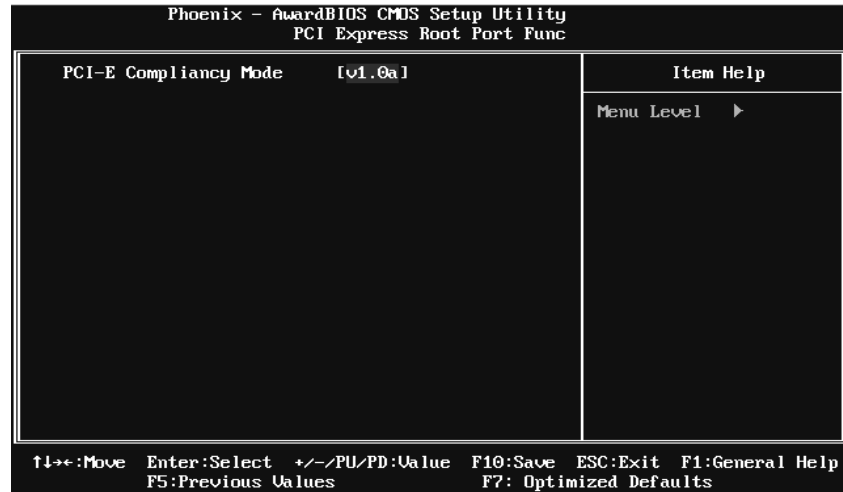 Phoenix - AwardBIOS CMOS Setup Utility
PCI Express Root Port Func
PCI-E Compliancy Mode [v1.0a]
Item Help
Menu Level ▶
↑↓→←:Move Enter:Select +/-/PU/PD:Value F10:Save ESC:Exit F1:General Help
F5:Previous Values F7: Optimized Defaults